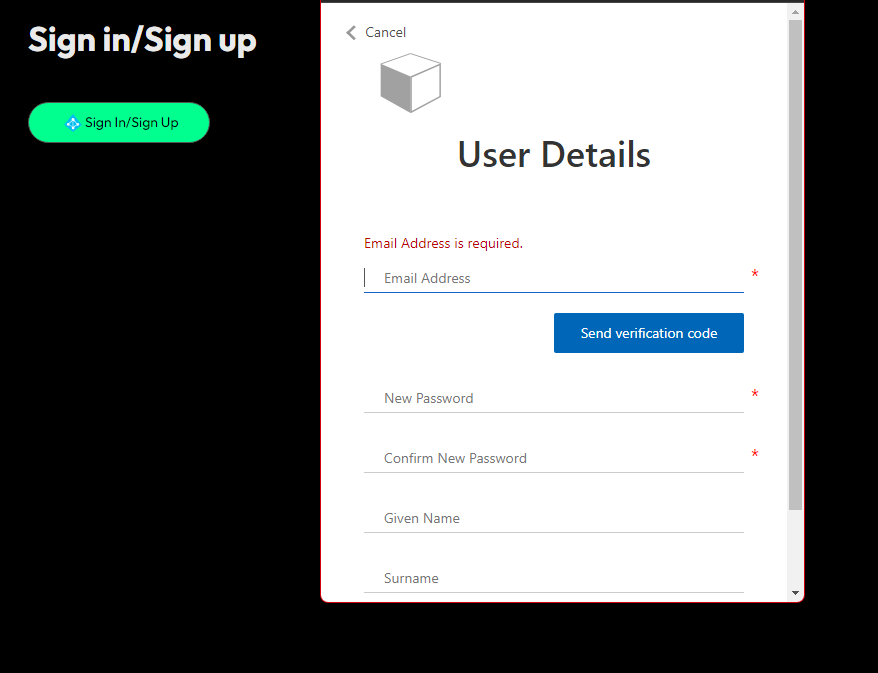 Sign in/Sign up
Sign In/Sign Up
Cancel
User Details
Email Address is required.
Email Address
*
Send verification code
New Password
*
Confirm New Password
*
Given Name
Surname